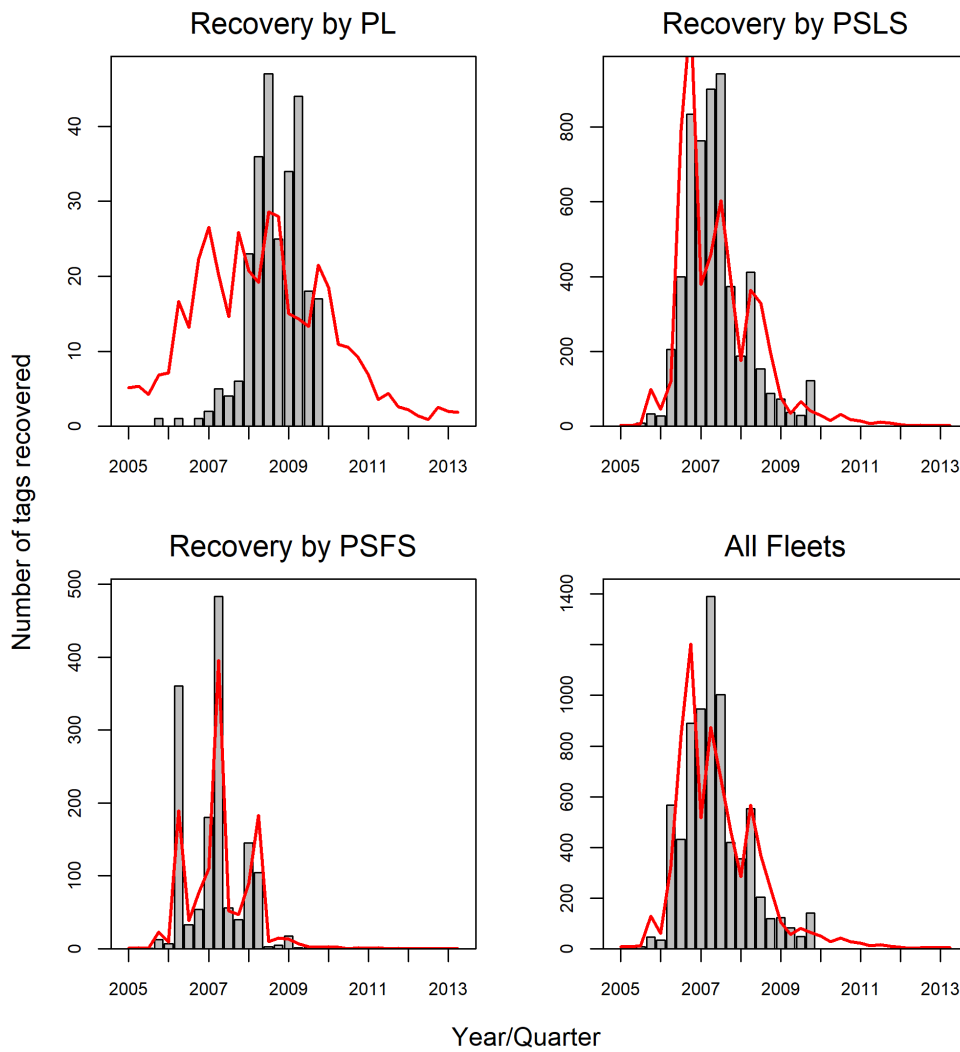 Recovery by PL
0 10 20 30 40
2005 2007 2009 2011 2013
Recovery by PSLS
0 200 400 600 800
2005 2007 2009 2011 2013
Recovery by PSFS
0 100 200 300 400 500
2005 2007 2009 2011 2013
All Fleets
0 200 400 600 800 1000 1400
2005 2007 2009 2011 2013
Number of tags recovered
Year/Quarter